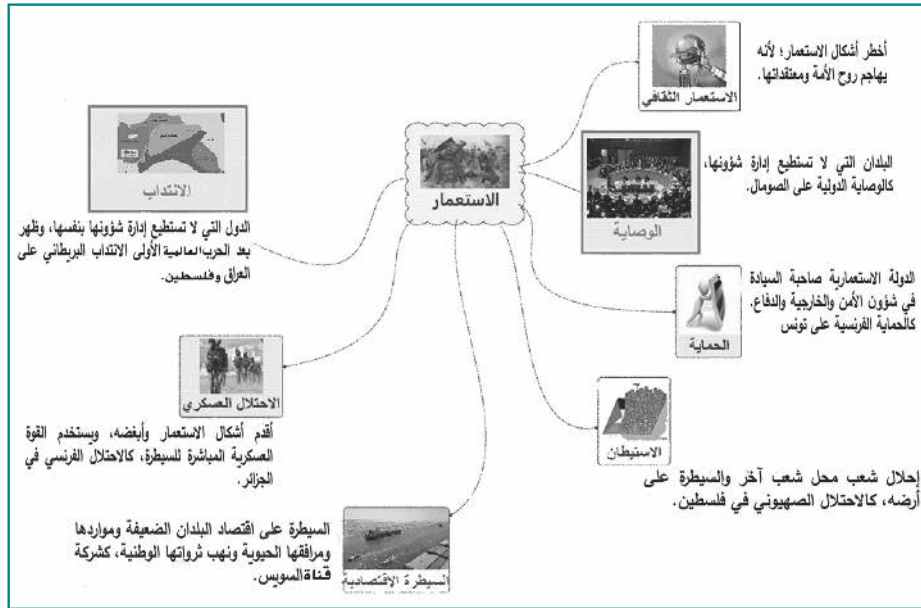 أخطر أشكال الاستعمار؛ لأنه
يهاجم روح الأمة ومعتقداتها.
الاستعمار الثقافي
البلدان التي لا تستطيع إدارة شؤونها،
كالوصاية الدولية على الصومال.
الوصاية
الاستعمار
الانتداب
الدول التي لا تستطيع إدارة شؤونها بنفسها، وظهر
بعد الحرب العالمية الأولى الانتداب البريطاني على
العراق وفلسطين.
الدولة الاستعمارية صاحبة السيادة
في شؤون الأمن والخارجية والدفاع.
كالحماية الفرنسية على تونس
الحماية
الاحتلال العسكري
أقدم أشكال الاستعمار وأبغضه، ويستخدم القوة
العسكرية المباشرة للسيطرة، كالاحتلال الفرنسي في
الجزائر.
الاستيطان
إحلال شعب محل شعب آخر والسيطرة على
أرضه، كالاحتلال الصهيوني في فلسطين.
السيطرة على اقتصاد البلدان الضعيفة ومواردها
ومرافقها الحيوية ونهب ثرواتها الوطنية، كشركة
قناة السويس.
السيطرة الاقتصادية